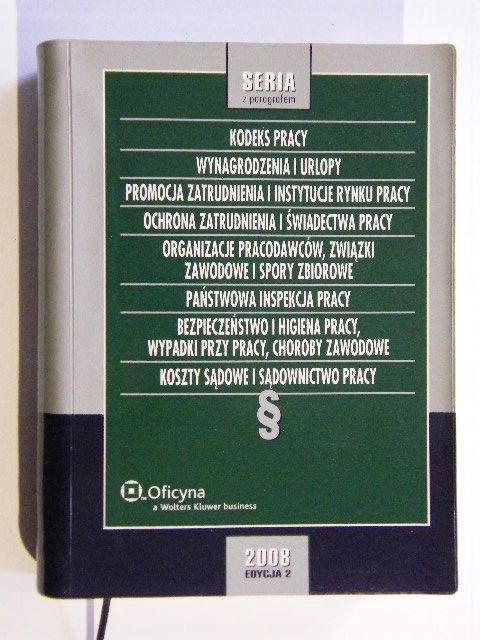 SERIA
z paragrafem
KODEKS PRACY
WYNAGRODZENIA I URLOPY
PROMOCJA ZATRUDNIENIA I INSTYTUCJE RYNKU PRACY
OCHRONA ZATRUDNIENIA I ŚWIADECTWA PRACY
ORGANIZACJE PRACODAWCÓW, ZWIĄZKI
ZAWODOWE I SPORY ZBIOROWE
PAŃSTWOWA INSPEKCJA PRACY
BEZPIECZEŃSTWO I HIGIENA PRACY,
WYPADKI PRZY PRACY, CHOROBY ZAWODOWE
KOSZTY SĄDOWE I SĄDOWNICTWO PRACY
§
Oficyna
a Wolters Kluwer business
2008
EDYCJA 2